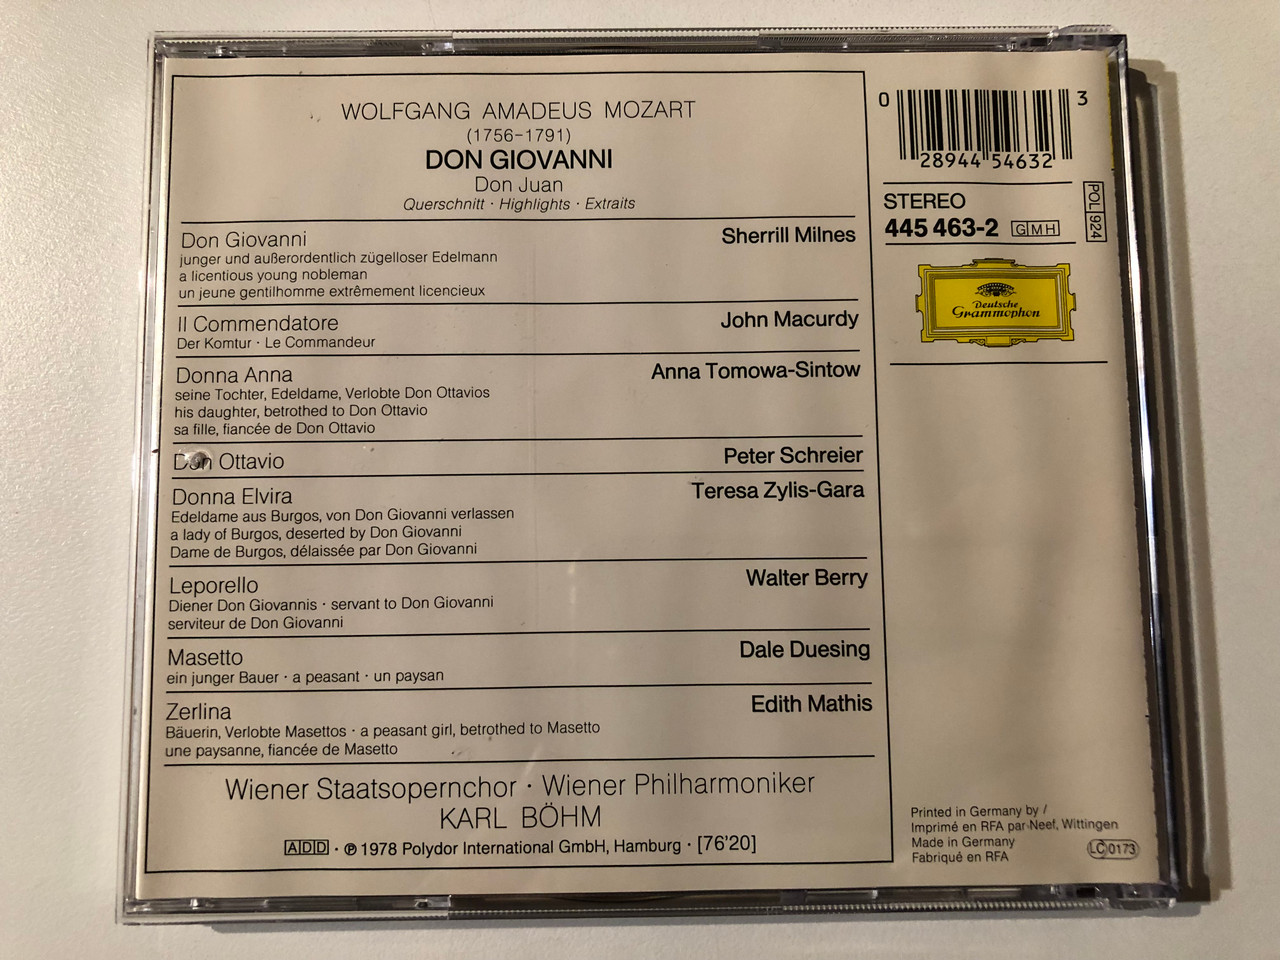 WOLFGANG AMADEUS MOZART
(1756–1791)
DON GIOVANNI
Don Juan
Querschnitt · Highlights · Extraits
Don Giovanni Sherrill Milnes
junger und außerordentlich zügelloser Edelmann
a licentious young nobleman
un jeune gentilhomme extrêmement licencieux
Il Commendatore John Macurdy
Der Komtur · Le Commandeur
Donna Anna Anna Tomowa-Sintow
seine Tochter, Edeldame, Verlobte Don Ottavios
his daughter, betrothed to Don Ottavio
sa fille, fiancée de Don Ottavio
Don Ottavio Peter Schreier
Donna Elvira Teresa Zylis-Gara
Edeldame aus Burgos, von Don Giovanni verlassen
a lady of Burgos, deserted by Don Giovanni
Dame de Burgos, délaissée par Don Giovanni
Leporello Walter Berry
Diener Don Giovannis · servant to Don Giovanni
serviteur de Don Giovanni
Masetto Dale Duesing
ein junger Bauer · a peasant · un paysan
Zerlina Edith Mathis
Bäuerin, Verlobte Masettos · a peasant girl, betrothed to Masetto
une paysanne, fiancée de Masetto
Wiener Staatsopernchor · Wiener Philharmoniker
KARL BÖHM
ADD · ℗ 1978 Polydor International GmbH, Hamburg · [76'20]
0 28944 54632 3
STEREO
445 463-2 GMH
POL 924
Deutsche
Grammophon
Printed in Germany by /
Imprimé en RFA par Neef, Wittingen
Made in Germany
Fabriqué en RFA
LC 0173